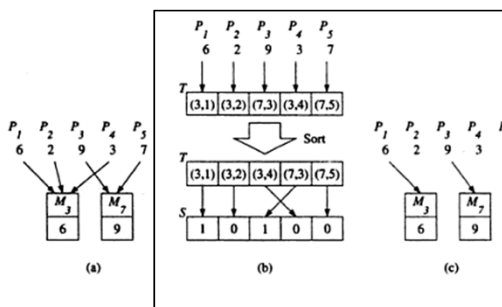 P1 P2 P3 P4 P5
6 2 9 3 7
M3 M7
6 9
(a)
P1 P2 P3 P4 P5
6 2 9 3 7
T (3,1) (3,2) (7,3) (3,4) (7,5)
Sort
T (3,1) (3,2) (3,4) (7,3) (7,5)
S 1 0 1 0 0
(b)
P1 P2 P3 P4 P
6 2 9 3
M3 M7
6 9
(c)